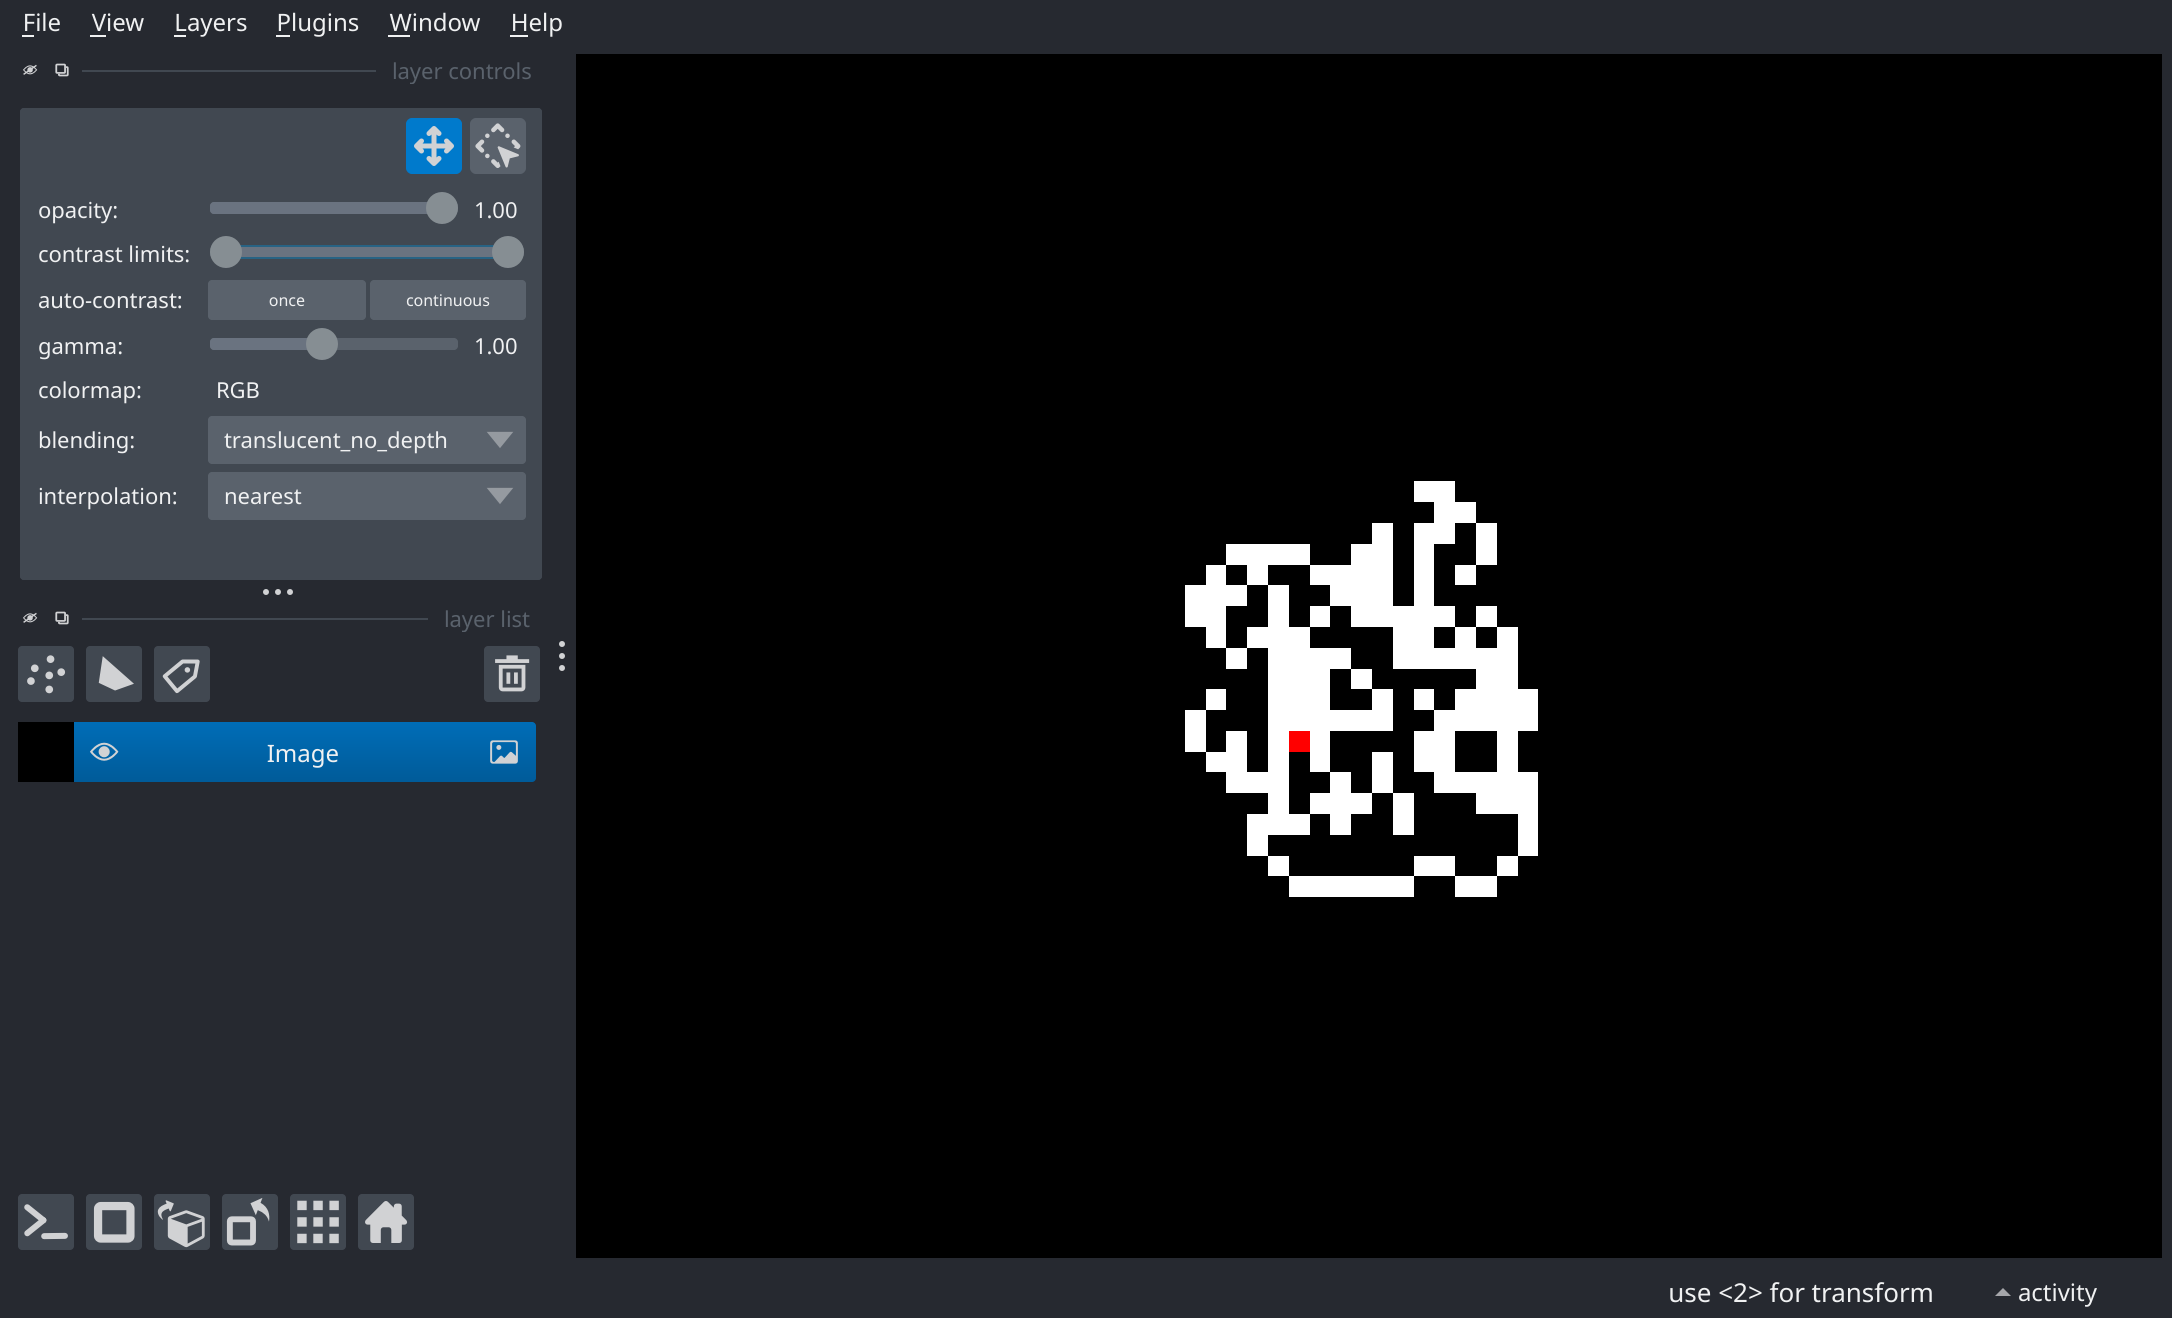 File View Layers Plugins Window Help
layer controls
opacity: 1.00
contrast limits:
auto-contrast: once continuous
gamma: 1.00
colormap: RGB
blending: translucent_no_depth
interpolation: nearest
layer list
Image
use <2> for transform activity